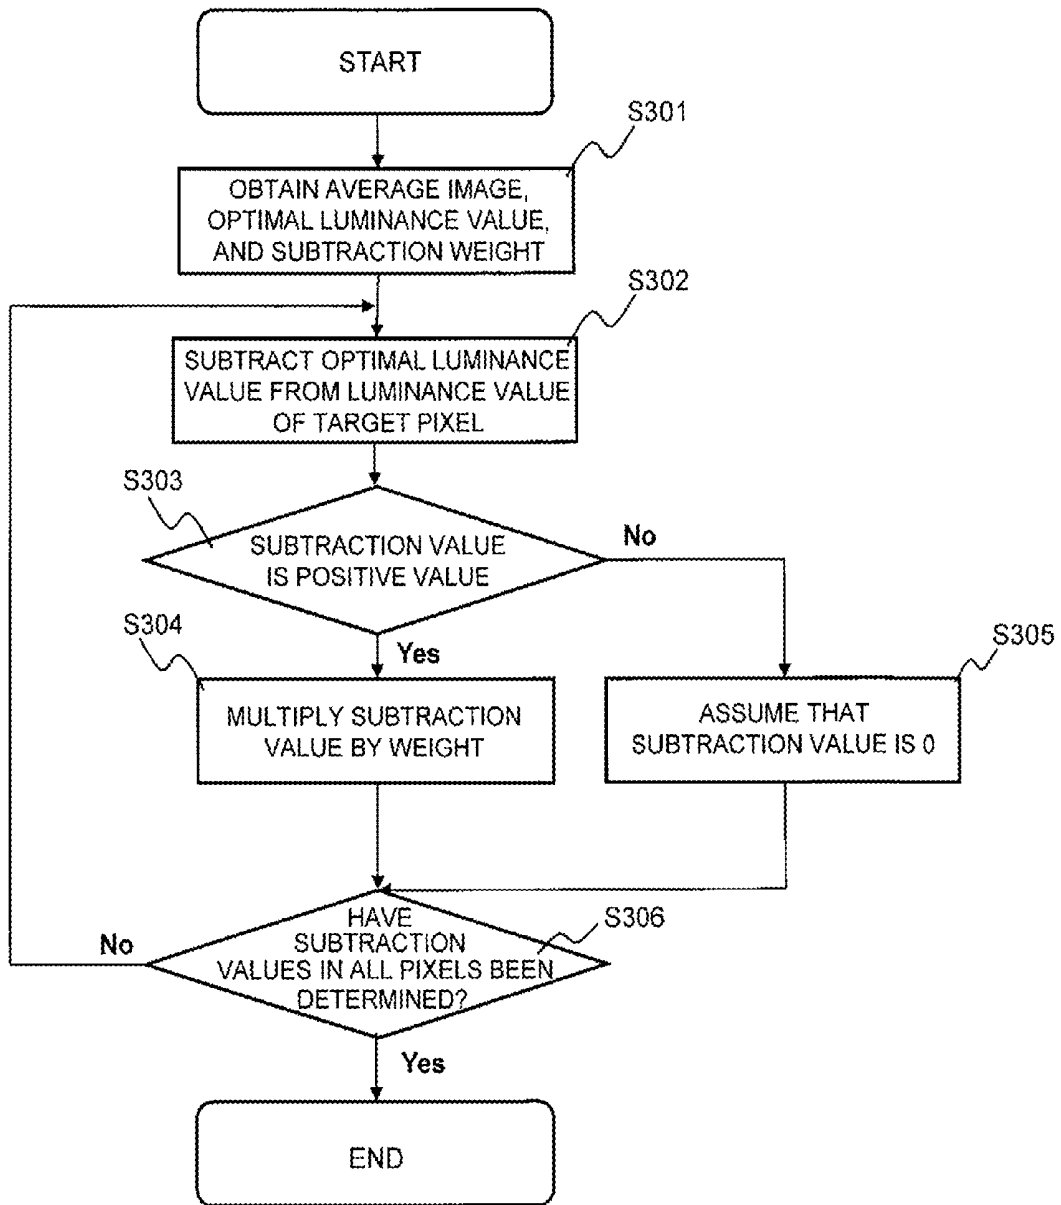 START
S301
OBTAIN AVERAGE IMAGE,
OPTIMAL LUMINANCE VALUE,
AND SUBTRACTION WEIGHT
S302
SUBTRACT OPTIMAL LUMINANCE
VALUE FROM LUMINANCE VALUE
OF TARGET PIXEL
S303
SUBTRACTION VALUE
IS POSITIVE VALUE
No
S304
Yes
S305
MULTIPLY SUBTRACTION
VALUE BY WEIGHT
ASSUME THAT
SUBTRACTION VALUE IS 0
S306
HAVE
SUBTRACTION
VALUES IN ALL PIXELS BEEN
DETERMINED?
No
Yes
END